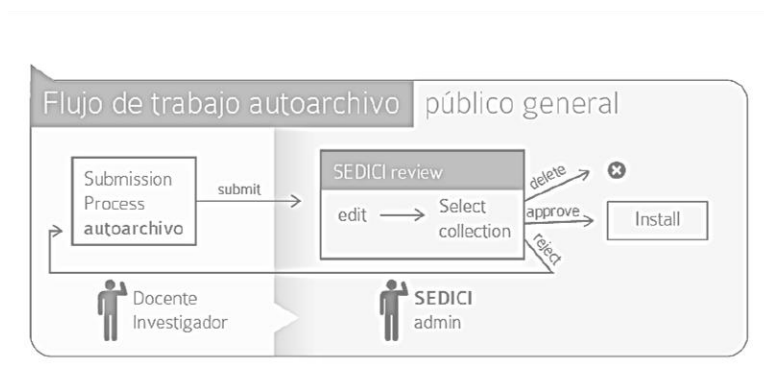 Flujo de trabajo autoarchivo público general
Submission
Process
autoarchivo
submit
SEDICI review
edit
Select
collection
delete
approve
reject
Install
Docente
Investigador
SEDICI
admin